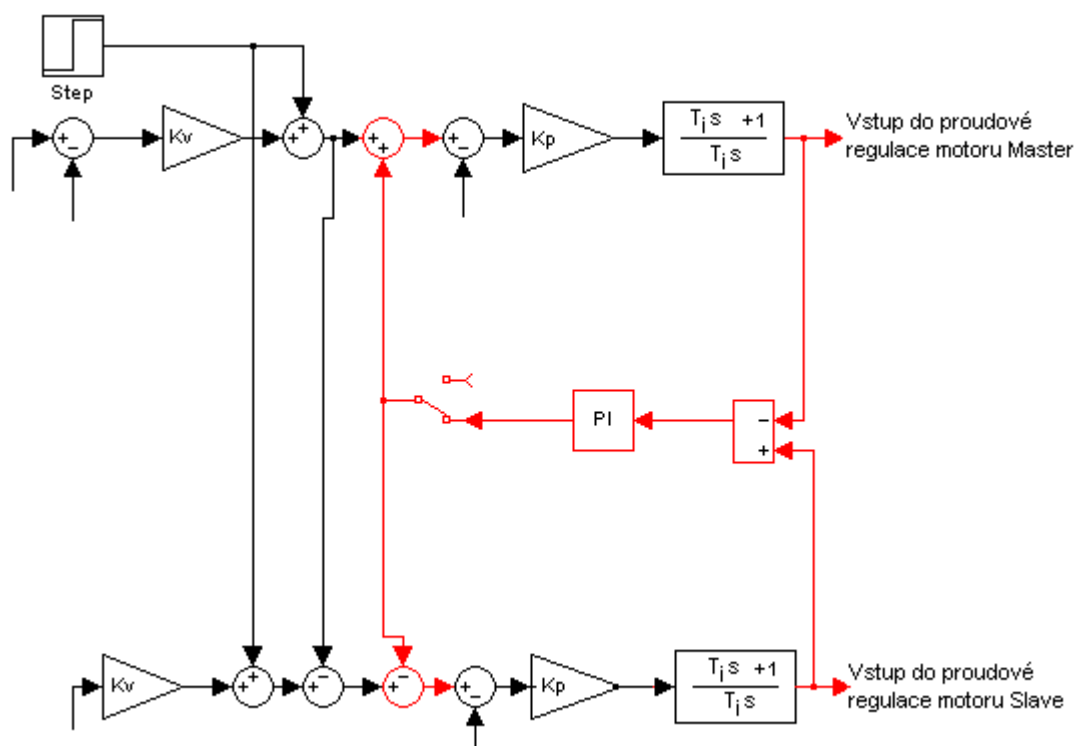 Step
Kv
Kp
Tᵢs +1
Tᵢs
Vstup do proudové
regulace motoru Master
PI
Kv
Kp
Tᵢs +1
Tᵢs
Vstup do proudové
regulace motoru Slave